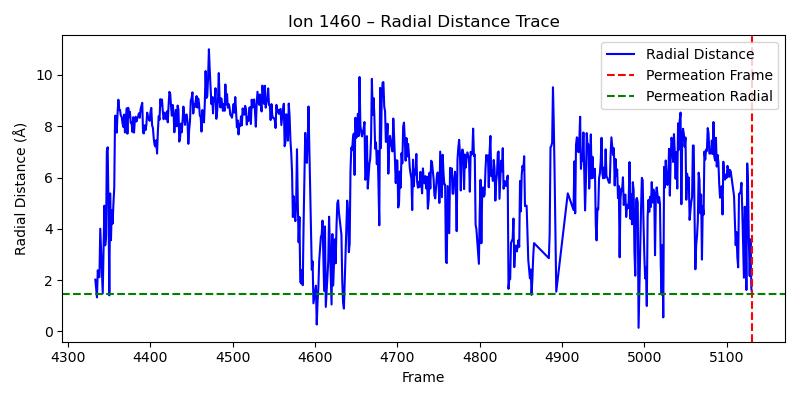 Ion 1460 – Radial Distance Trace
Radial Distance
Permeation Frame
Permeation Radial
Radial Distance (Å)
10
8
6
4
2
0
4300 4400 4500 4600 4700 4800 4900 5000 5100
Frame